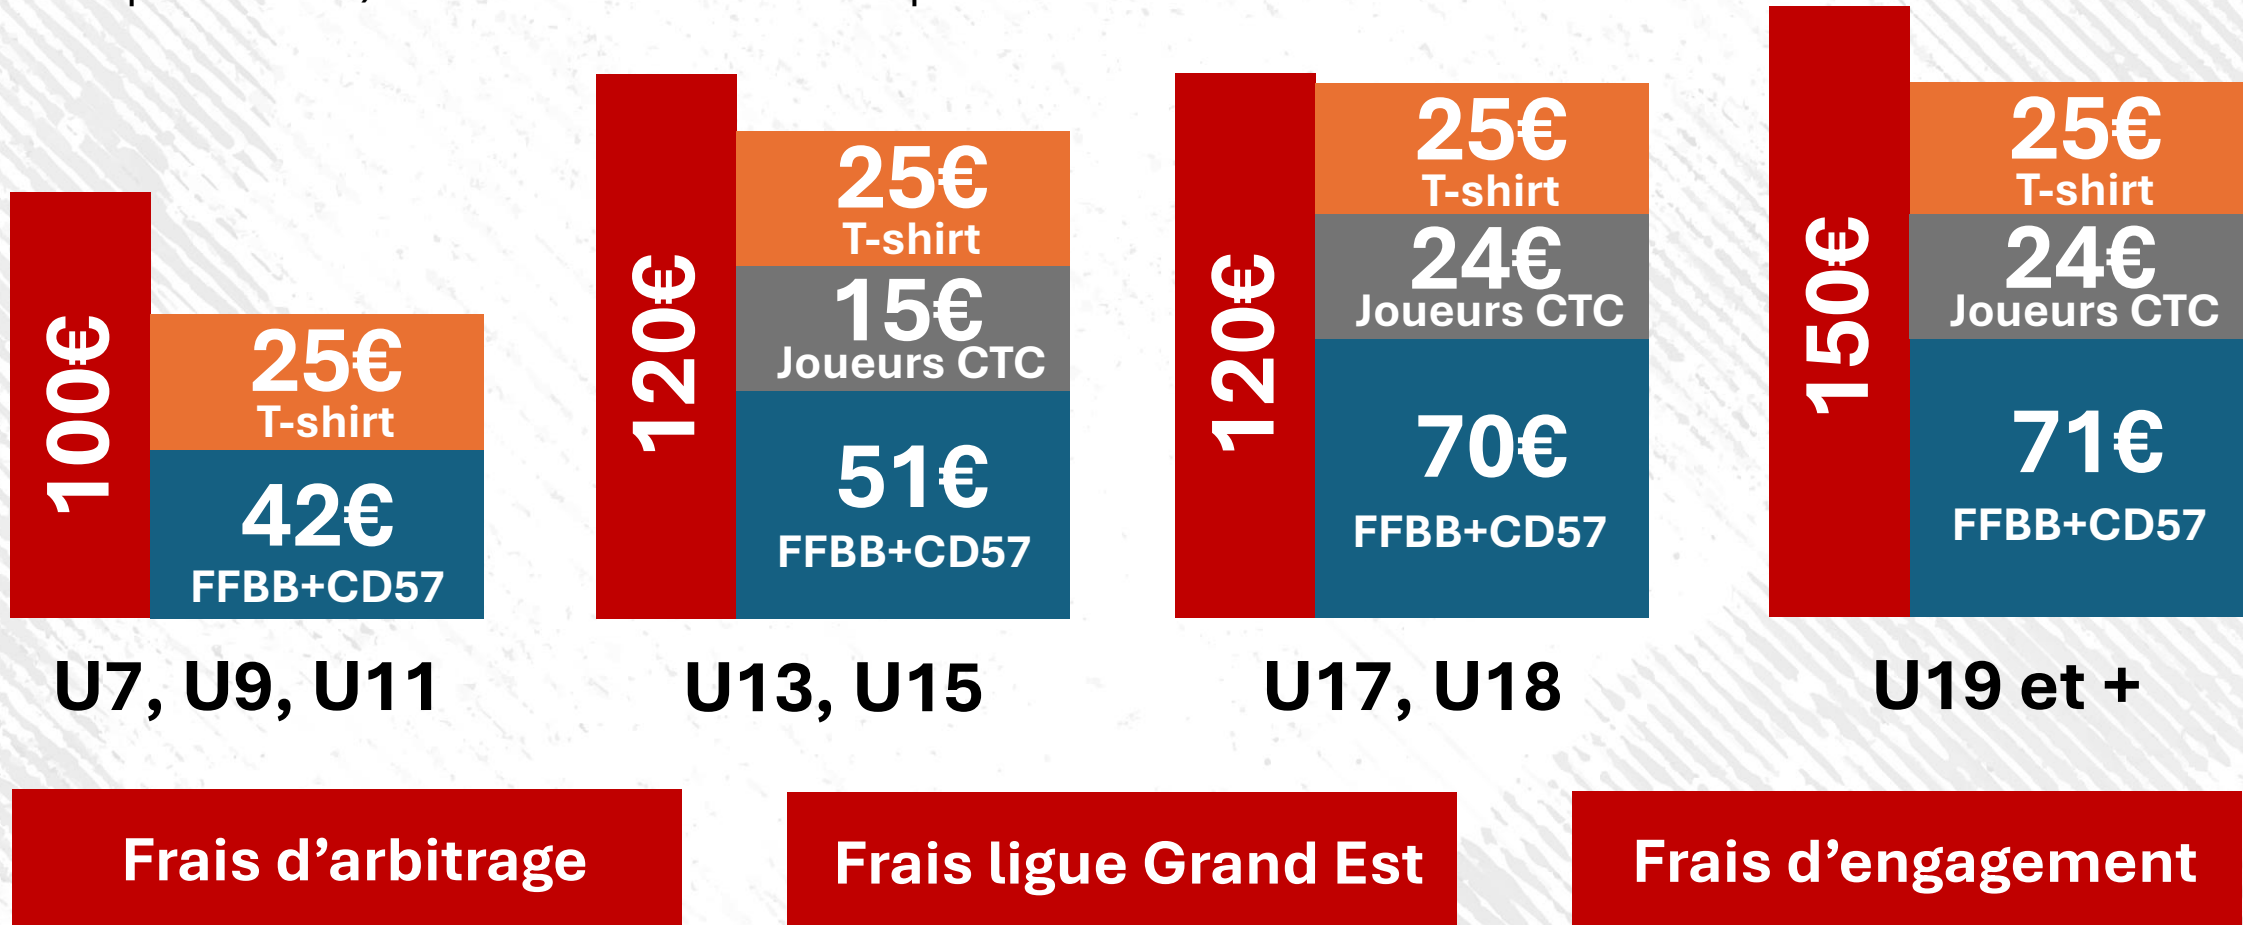 100€
25€
T-shirt
42€
FFBB+CD57
U7, U9, U11
120€
25€
T-shirt
15€
Joueurs CTC
51€
FFBB+CD57
U13, U15
120€
25€
T-shirt
24€
Joueurs CTC
70€
FFBB+CD57
U17, U18
150€
25€
T-shirt
24€
Joueurs CTC
71€
FFBB+CD57
U19 et +
Frais d’arbitrage
Frais ligue Grand Est
Frais d’engagement